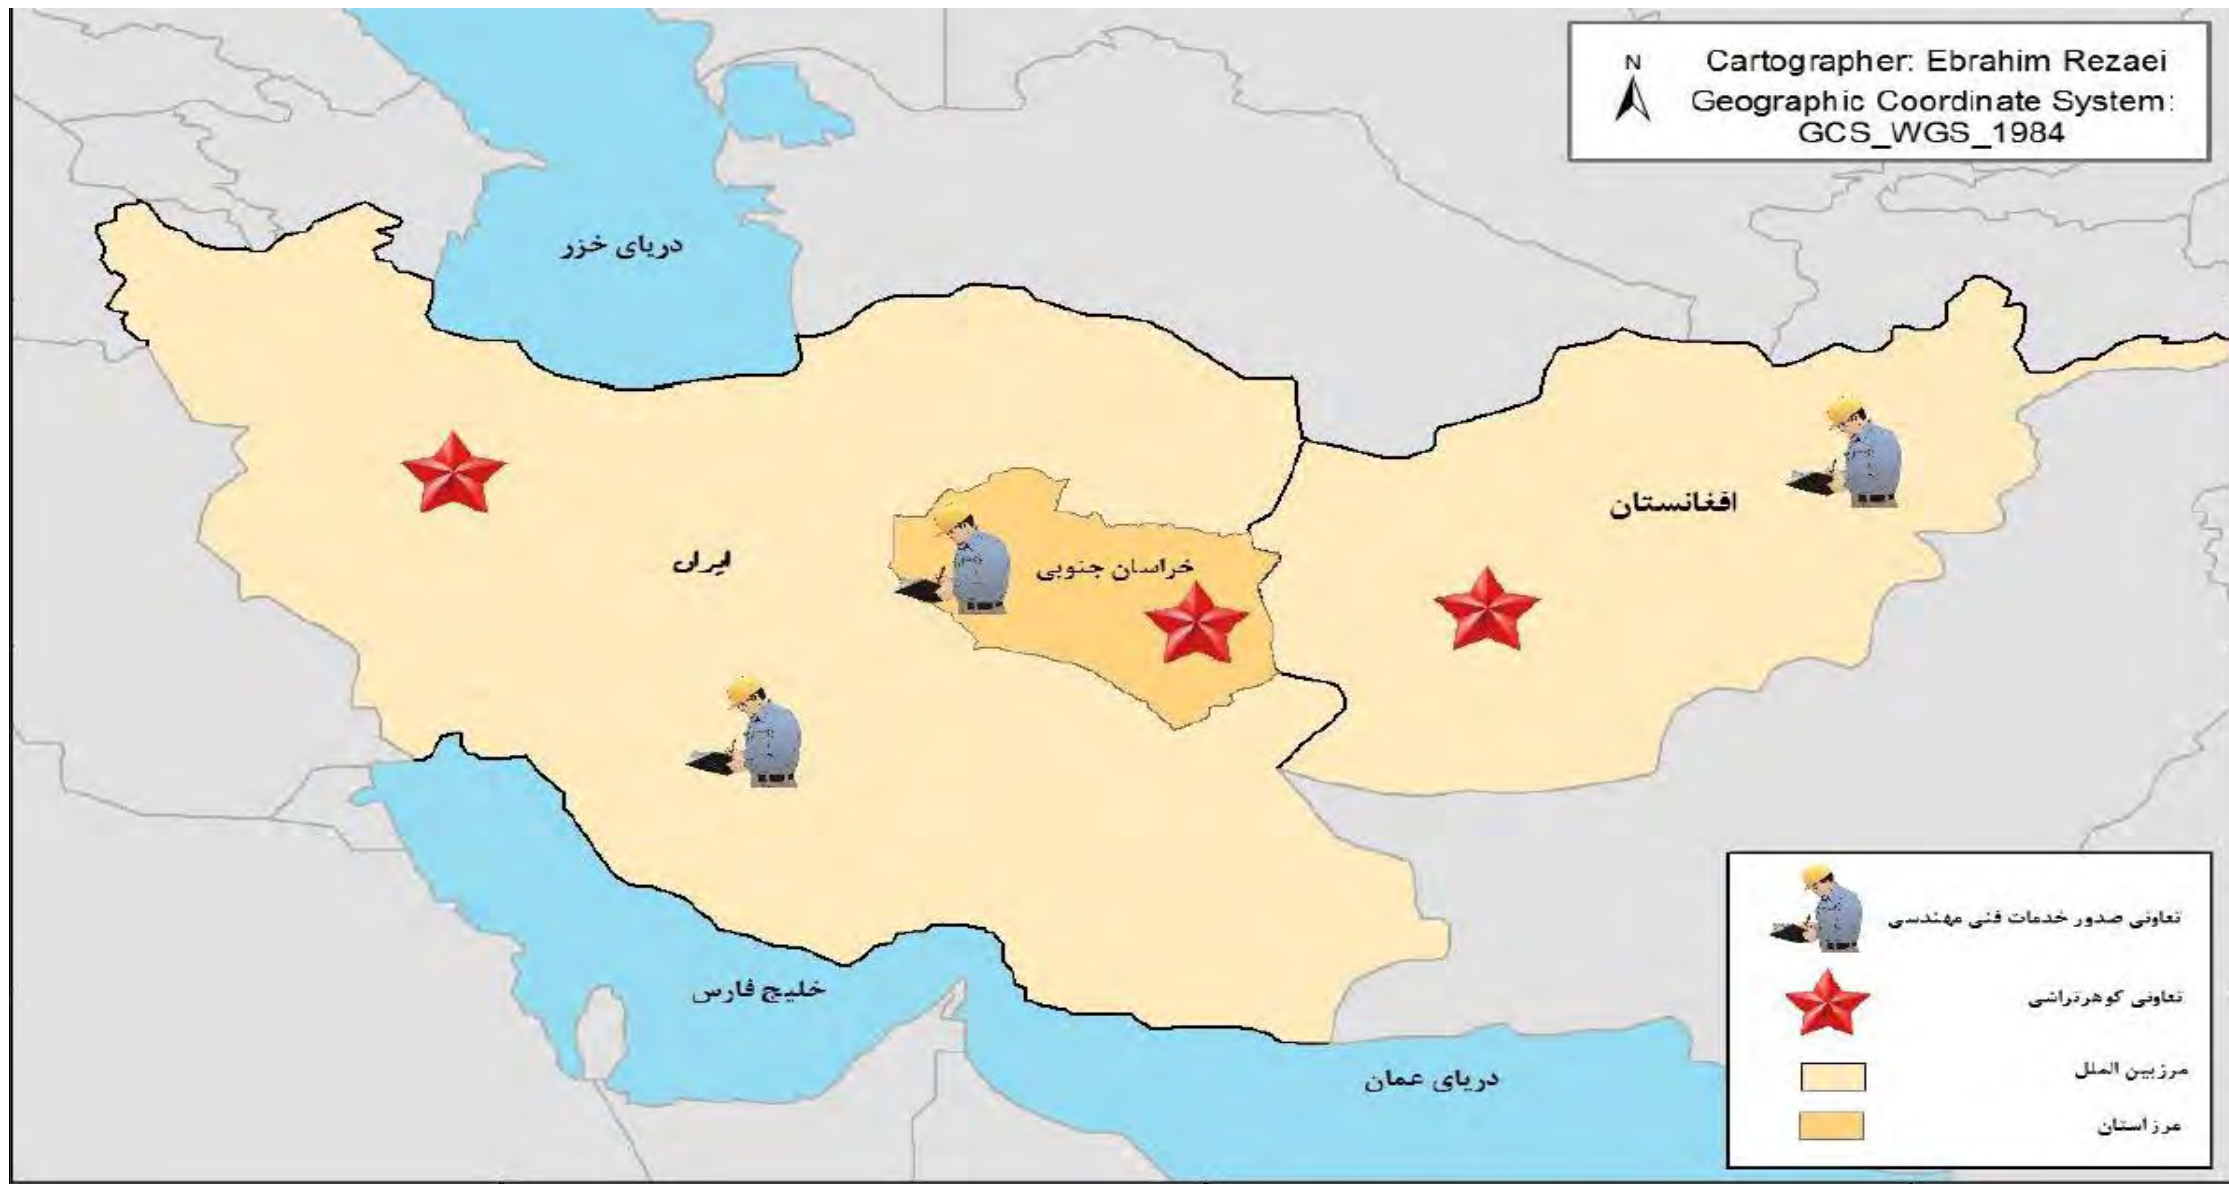 N
Cartographer: Ebrahim Rezaei
Geographic Coordinate System:
GCS_WGS_1984
دریای خزر
افغانستان
ایران
خراسان جنوبی
خلیج فارس
دریای عمان
تعاونی صدور خدمات فنی مهندسی
تعاونی گوهرتراشی
مرز بین الملل
مرز استان